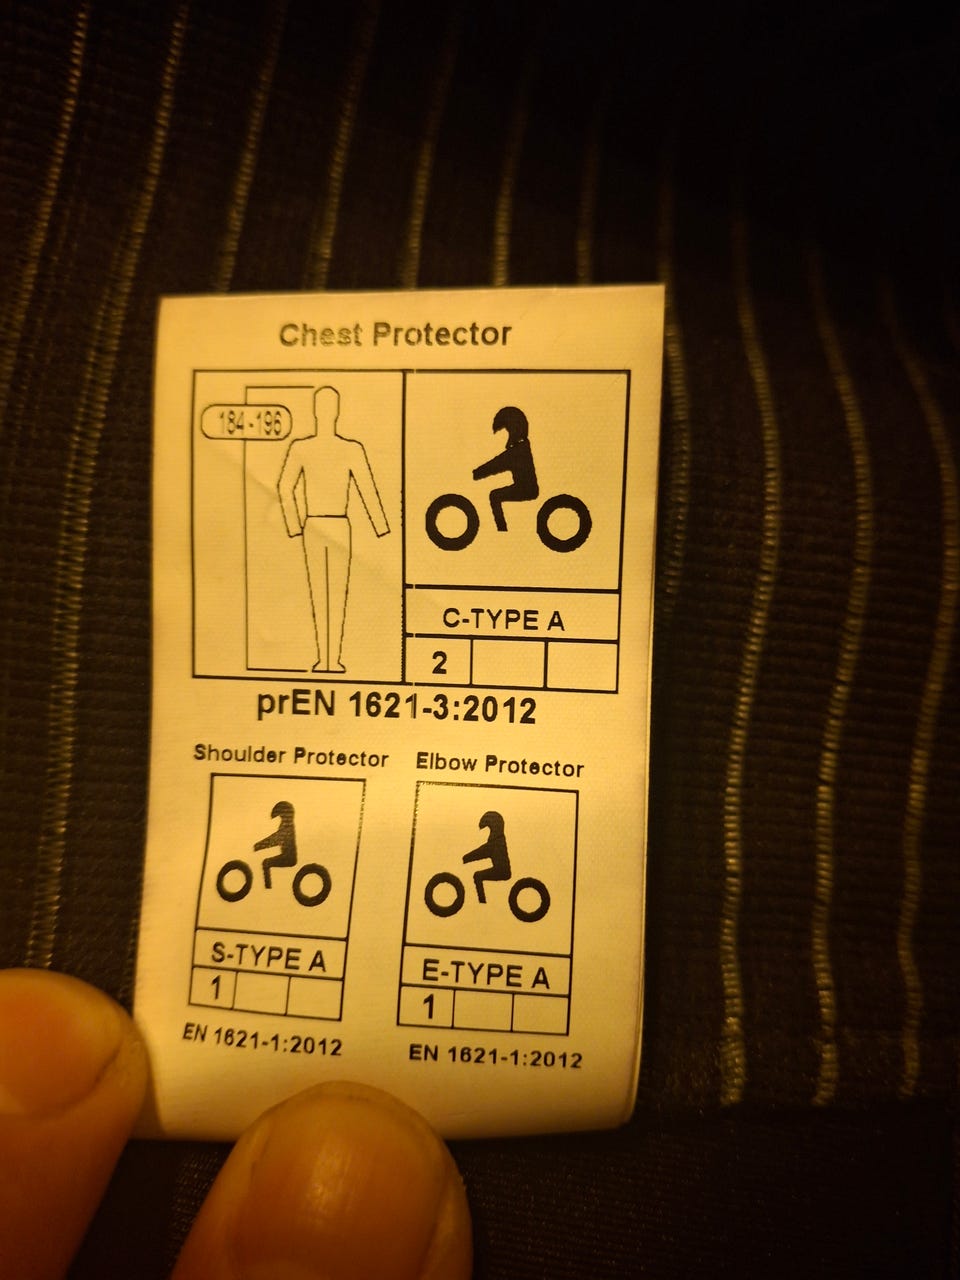 Chest Protector
184-196
C-TYPE A
2
prEN 1621-3:2012
Shoulder Protector Elbow Protector
S-TYPE A E-TYPE A
1 1
EN 1621-1:2012 EN 1621-1:2012